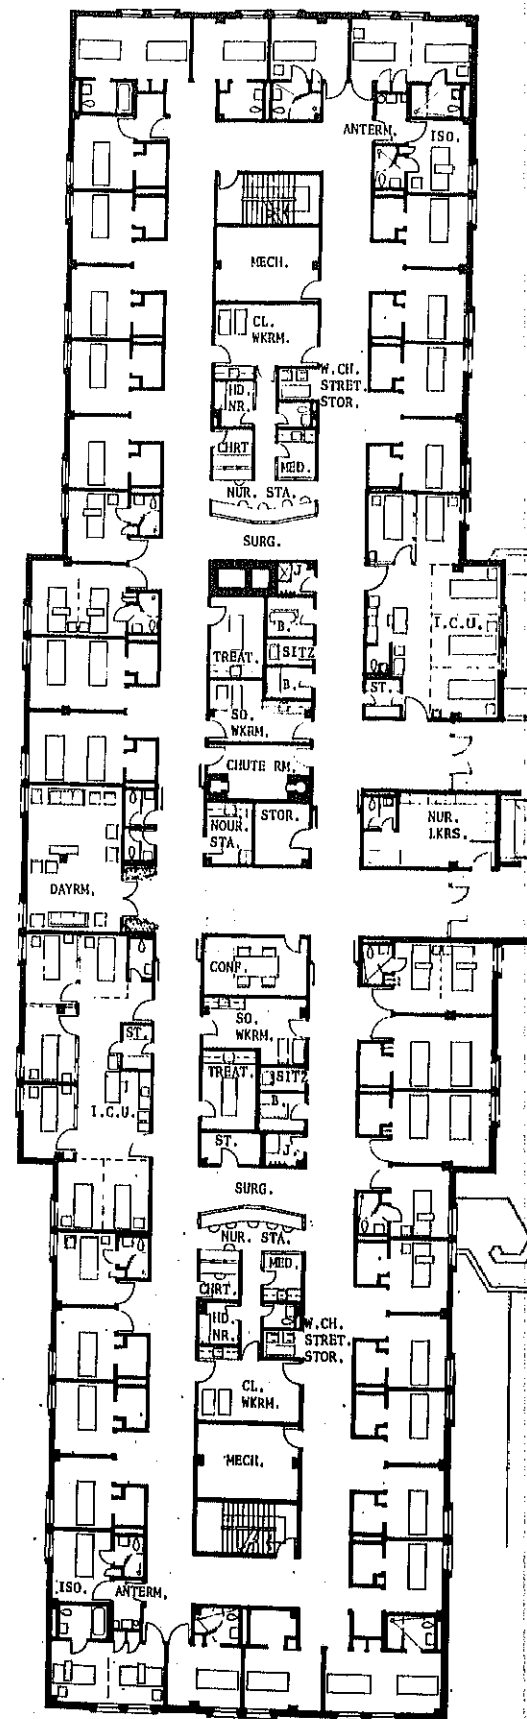 ANTERM.
ISO.
MECH.
CL.
WKRM.
W.CH.
STRET.
STOR.
HD.
NR.
CHRT
MED.
NUR. STA.
SURG.
J.
B.
TREAT.
SITZ
B.
I.C.U.
ST.
SO.
WKRM.
CHUTE RM.
NOUR.
STA.
STOR.
NUR.
LKRS.
DAYRM.
CONF.
SO.
WKRM.
ST.
TREAT.
SITZ
B.
I.C.U.
ST.
J.
SURG.
NUR. STA.
MED.
CHRT.
HD.
NR.
W.CH.
STRET.
STOR.
CL.
WKRM.
MECH.
ISO.
ANTERM.